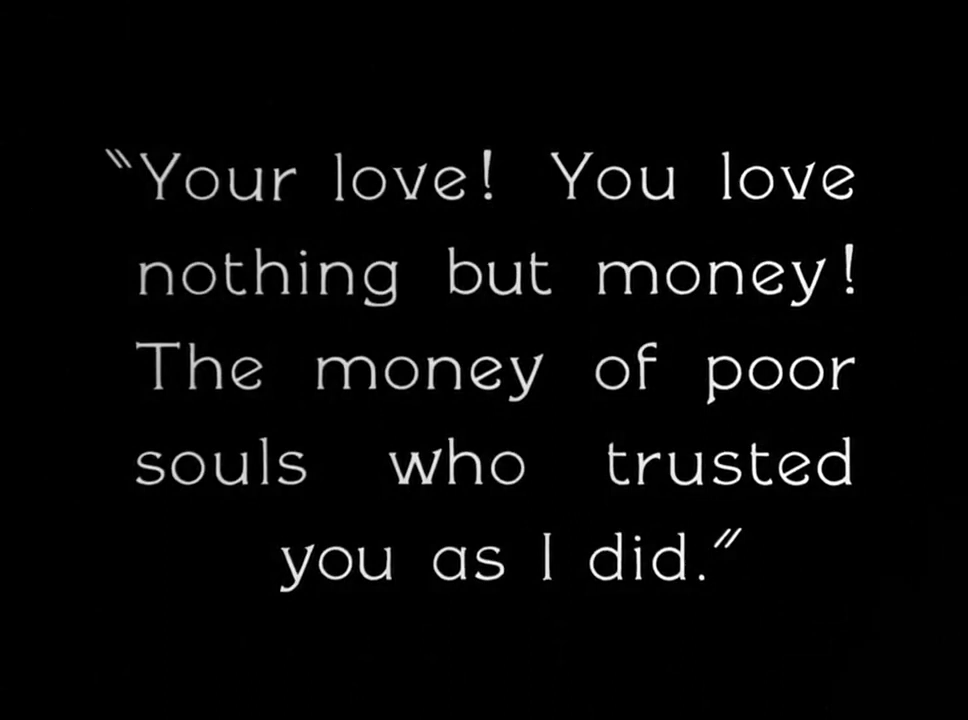 “Your love! You love
nothing but money!
The money of poor
souls who trusted
you as I did.”